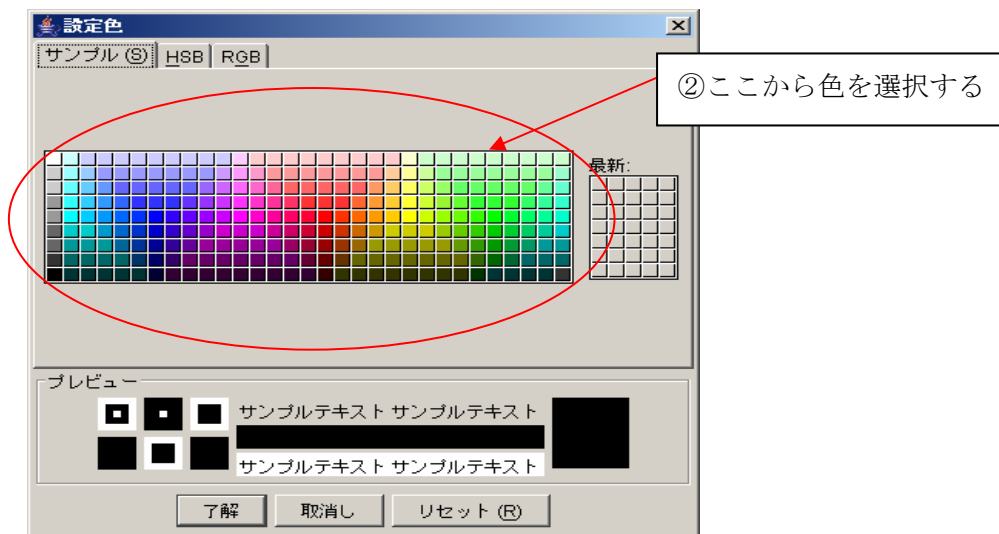 設定色
サンプル(S) HSB RGB
②ここから色を選択する
最新:
プレビュー
サンプルテキスト サンプルテキスト
サンプルテキスト サンプルテキスト
了解 取消し リセット(R)